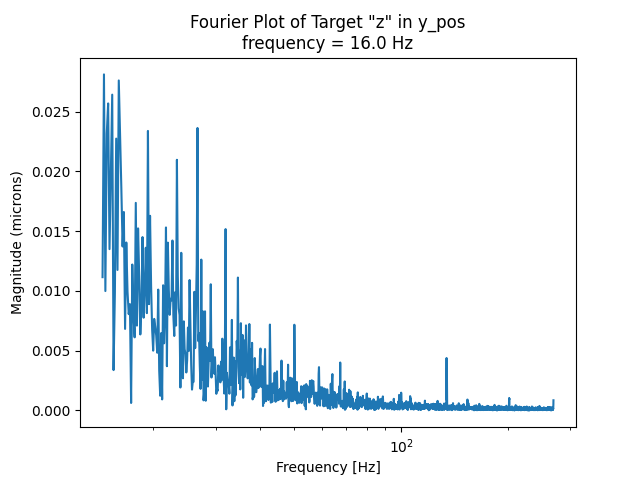 Fourier Plot of Target "z" in y_pos
frequency = 16.0 Hz
Magnitude (microns)
0.025
0.020
0.015
0.010
0.005
0.000
10²
Frequency [Hz]